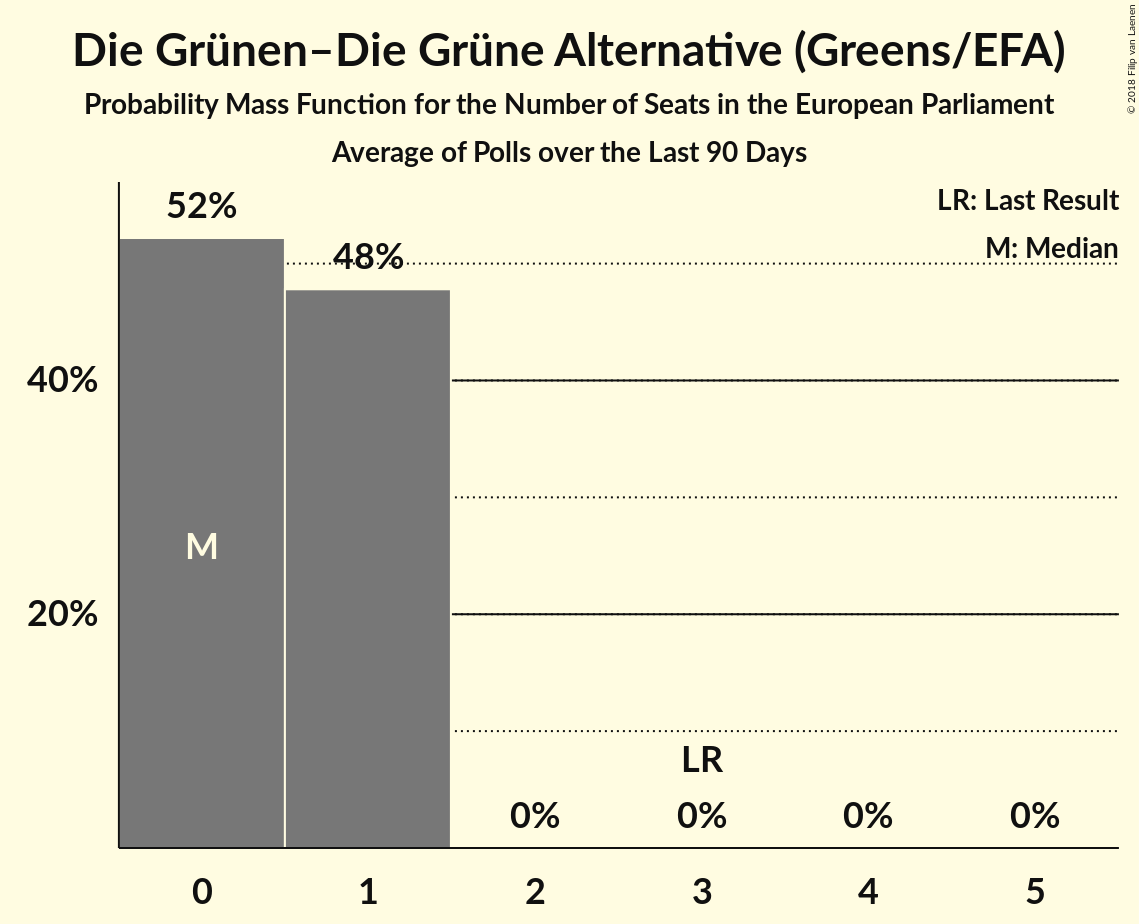 Die Grünen–Die Grüne Alternative (Greens/EFA)
Probability Mass Function for the Number of Seats in the European Parliament
Average of Polls over the Last 90 Days
© 2018 Filip van Laenen
LR: Last Result
M: Median
52%
48%
40%
20%
M
LR
0% 0% 0% 0%
0 1 2 3 4 5